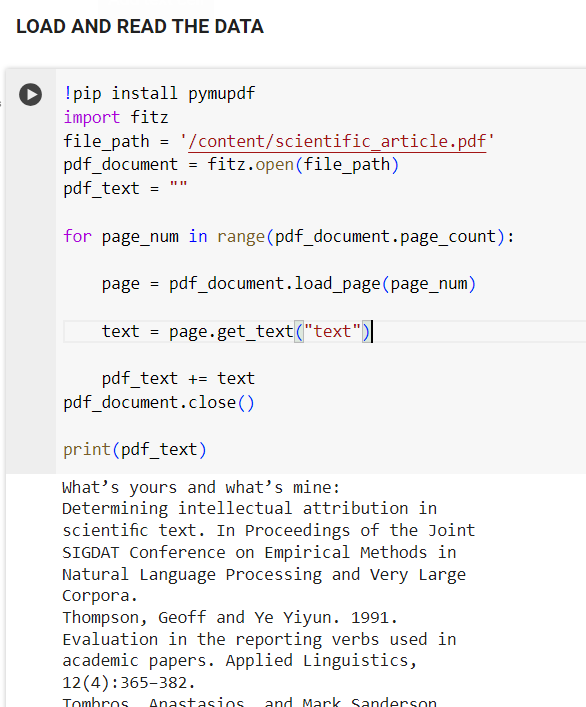 LOAD AND READ THE DATA
!pip install pymupdf
import fitz
file_path = '/content/scientific_article.pdf'
pdf_document = fitz.open(file_path)
pdf_text = ""
for page_num in range(pdf_document.page_count):
page = pdf_document.load_page(page_num)
text = page.get_text("text")
pdf_text += text
pdf_document.close()
print(pdf_text)
What’s yours and what’s mine:
Determining intellectual attribution in
scientific text. In Proceedings of the Joint
SIGDAT Conference on Empirical Methods in
Natural Language Processing and Very Large
Corpora.
Thompson, Geoff and Ye Yiyun. 1991.
Evaluation in the reporting verbs used in
academic papers. Applied Linguistics,
12(4):365–382.
Tombros, Anastasios, and Mark Sanderson